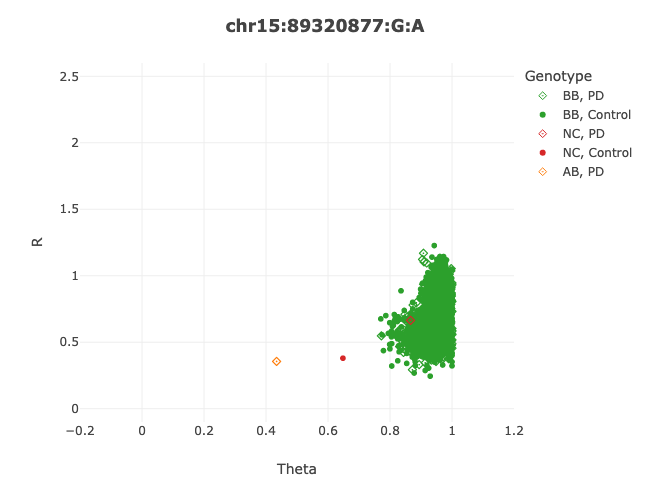 chr15:89320877:G:A
Genotype
BB, PD
BB, Control
NC, PD
NC, Control
AB, PD
2.5
2
1.5
1
0.5
0
R
−0.2
0
0.2
0.4
0.6
0.8
1
1.2
Theta